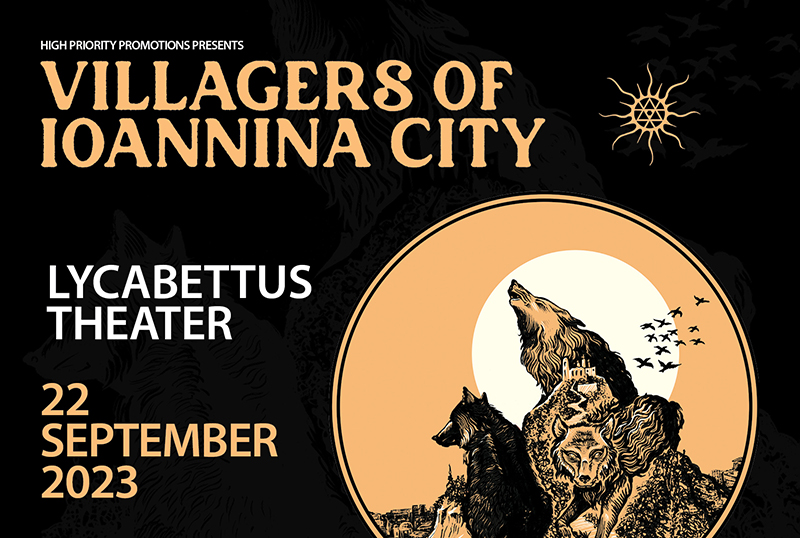 HIGH PRIORITY PROMOTIONS PRESENTS
VILLAGERS OF
IOANNINA CITY
LYCABETTUS
THEATER
22
SEPTEMBER
2023